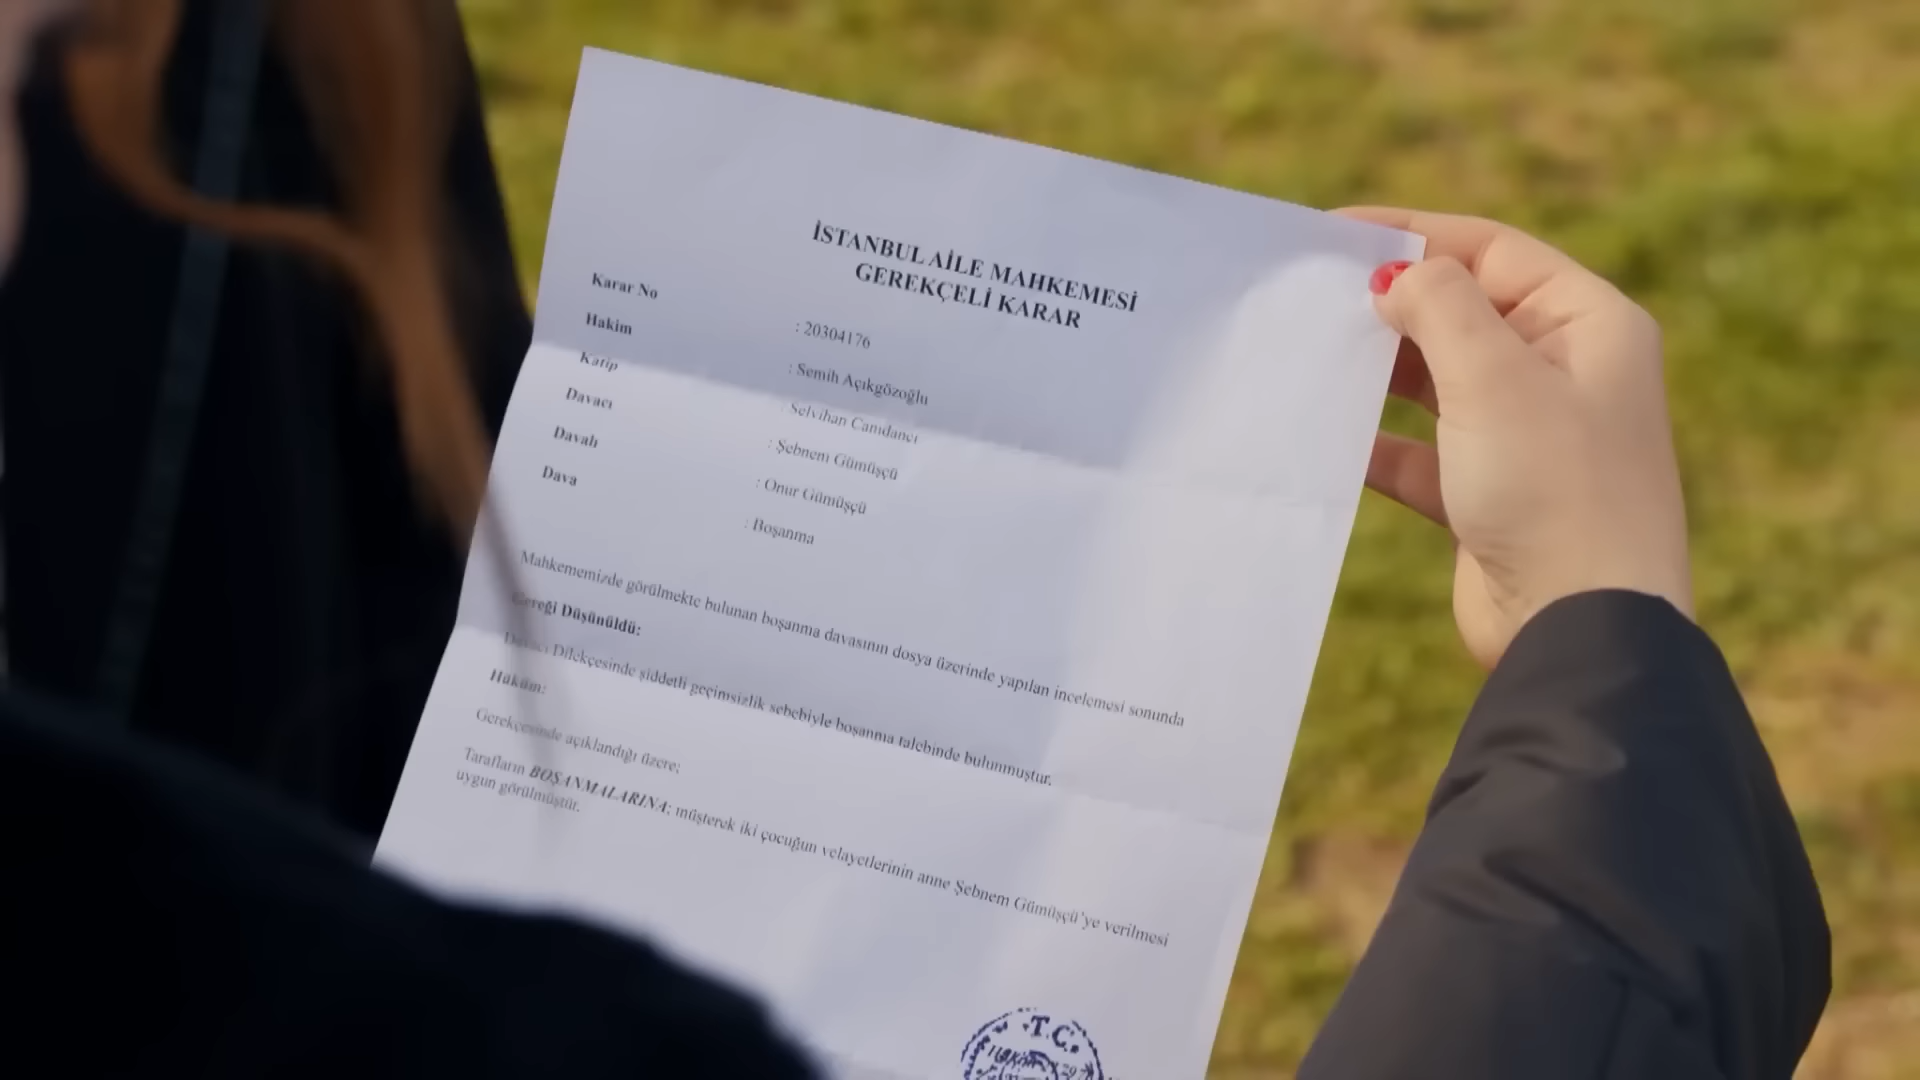 İSTANBUL AİLE MAHKEMESİ
GEREKÇELİ KARAR
Karar No : 20304176
Hakim : Semih Açıkgözoğlu
Katip : Selvihan Canıdancı
Davacı : Şebnem Gümüşçü
Davalı : Onur Gümüşçü
Dava : Boşanma
Mahkememizde görülmekte bulunan boşanma davasının dosya üzerinde yapılan incelemesi sonunda
Gereği Düşünüldü:
Davacı Dilekçesinde şiddetli geçimsizlik sebebiyle boşanma talebinde bulunmuştur.
Hüküm:
Gerekçesinde açıklandığı üzere;
Tarafların BOŞANMALARINA; müşterek iki çocuğun velayetlerinin anne Şebnem Gümüşçü'ye verilmesi
uygun görülmüştür.
T.C.